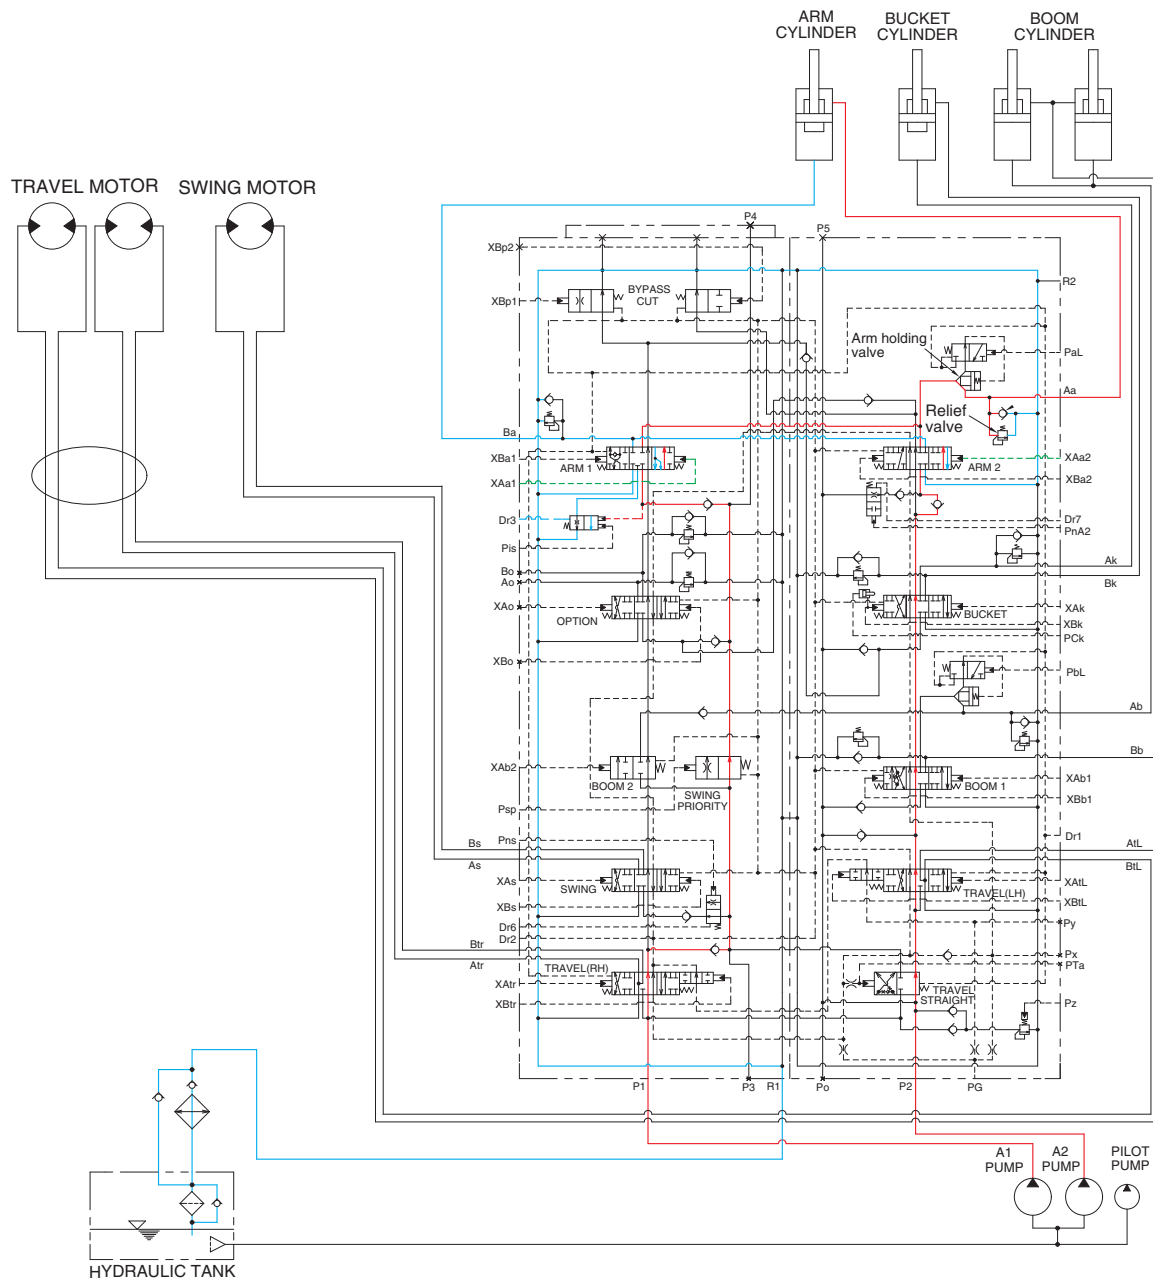 ARM
CYLINDER
BUCKET
CYLINDER
BOOM
CYLINDER
TRAVEL MOTOR
SWING MOTOR
P4
P5
XBp2
R2
XBp1
BYPASS
CUT
Arm holding
valve
PaL
Aa
Relief
valve
Ba
XBa1
ARM 1
ARM 2
XAa2
XAa1
XBa2
Dr3
Dr7
PnA2
Pis
Ak
Bo
Ao
Bk
XAo
OPTION
BUCKET
XAk
XBk
PCk
XBo
PbL
Ab
Bb
XAb2
BOOM 2
SWING
PRIORITY
BOOM 1
XAb1
XBb1
Psp
Pns
Dr1
Bs
AtL
As
BtL
XAs
SWING
TRAVEL(LH)
XAtL
XBs
XBtL
Dr6
Py
Dr2
Btr
Px
Atr
TRAVEL(RH)
PTa
XAtr
TRAVEL
STRAIGHT
XBtr
Pz
P1
P3
R1
Po
P2
PG
A1
PUMP
A2
PUMP
PILOT
PUMP
HYDRAULIC TANK